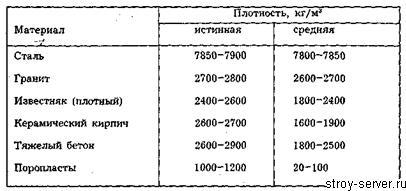 Плотность, кг/м²
Материал истинная средняя
Сталь 7850-7900 7800-7850
Гранит 2700-2800 2600-2700
Известняк (плотный) 2400-2600 1800-2400
Керамический кирпич 2600-2700 1600-1900
Тяжелый бетон 2600-2900 1800-2500
Поропласты 1000-1200 20-100
stroy-server.ru